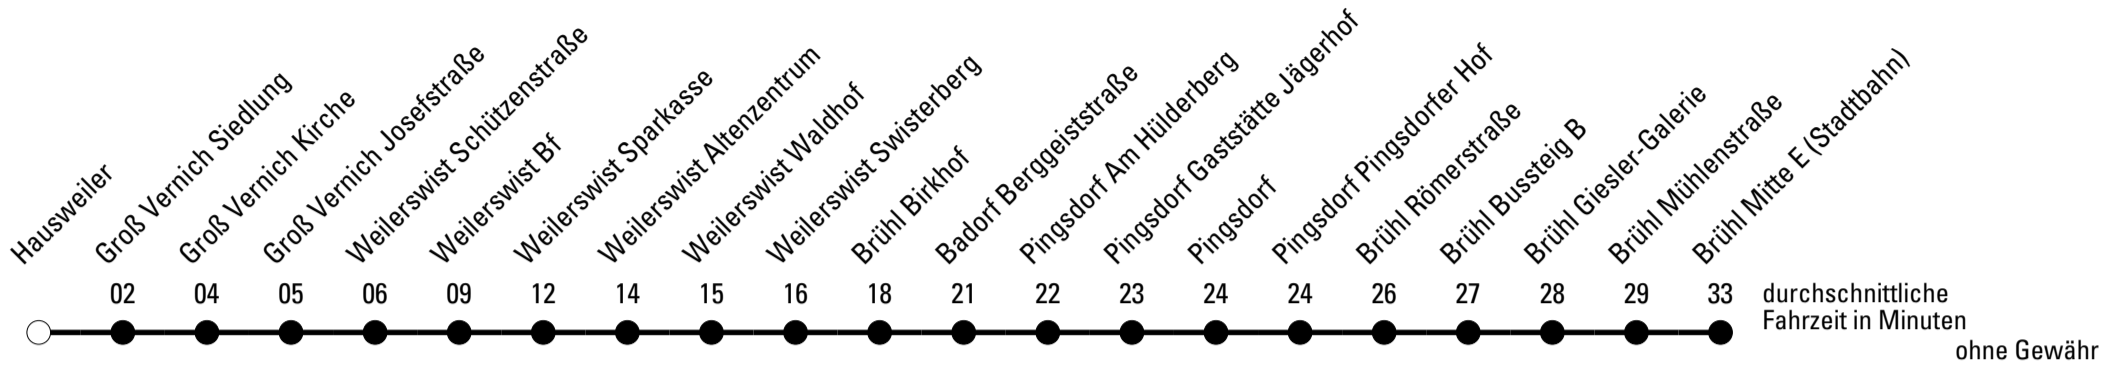 Hausweiler
Groß Vernich Siedlung
Groß Vernich Kirche
Groß Vernich Josefstraße
Weilerswist Schützenstraße
Weilerswist Bf
Weilerswist Sparkasse
Weilerswist Altenzentrum
Weilerswist Waldhof
Weilerswist Swisterberg
Brühl Birkhof
Badorf Berggeiststraße
Pingsdorf Am Hülderberg
Pingsdorf Gaststätte Jägerhof
Pingsdorf
Pingsdorf Pingsdorfer Hof
Brühl Römerstraße
Brühl Bussteig B
Brühl Giesler-Galerie
Brühl Mühlenstraße
Brühl Mitte E (Stadtbahn)
02 04 05 06 09 12 14 15 16 18 21 22 23 24 24 26 27 28 29 33 durchschnittliche
Fahrzeit in Minuten
ohne Gewähr